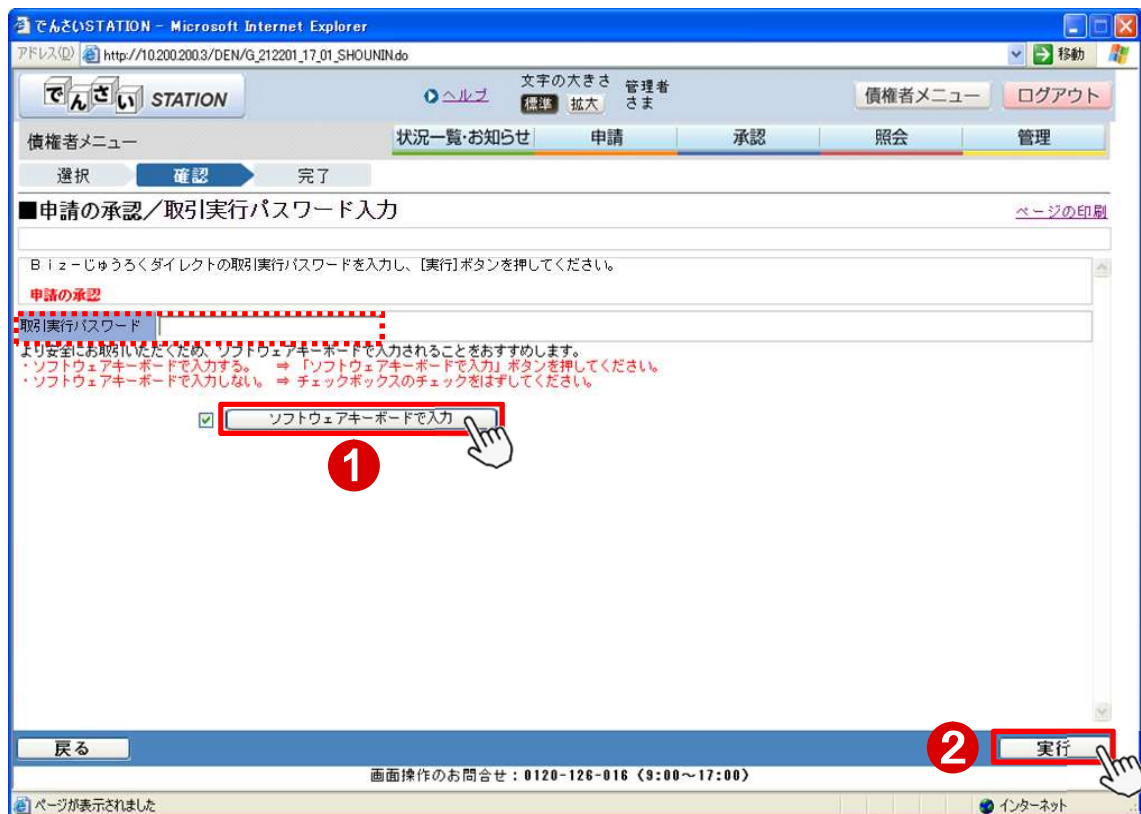 でんさいSTATION - Microsoft Internet Explorer
アドレス(D) http://10.200.200.3/DEN/G_212201_17_01_SHOUNIN.do 移動
でんさい STATION
ヘルプ
文字の大きさ
標準 拡大
管理者
さま
債権者メニュー
ログアウト
債権者メニュー
状況一覧・お知らせ 申請 承認 照会 管理
選択 確認 完了
■申請の承認／取引実行パスワード入力
ページの印刷
Ｂｉｚ－じゅうろくダイレクトの取引実行パスワードを入力し、[実行]ボタンを押してください。
申請の承認
取引実行パスワード
より安全にお取引いただくため、ソフトウェアキーボードで入力されることをおすすめします。
・ソフトウェアキーボードで入力する。 ⇒ 「ソフトウェアキーボードで入力」ボタンを押してください。
・ソフトウェアキーボードで入力しない。 ⇒ チェックボックスのチェックをはずしてください。
ソフトウェアキーボードで入力
1
戻る
2
実行
画面操作のお問合せ：0120-126-016（9:00～17:00）
ページが表示されました
インターネット